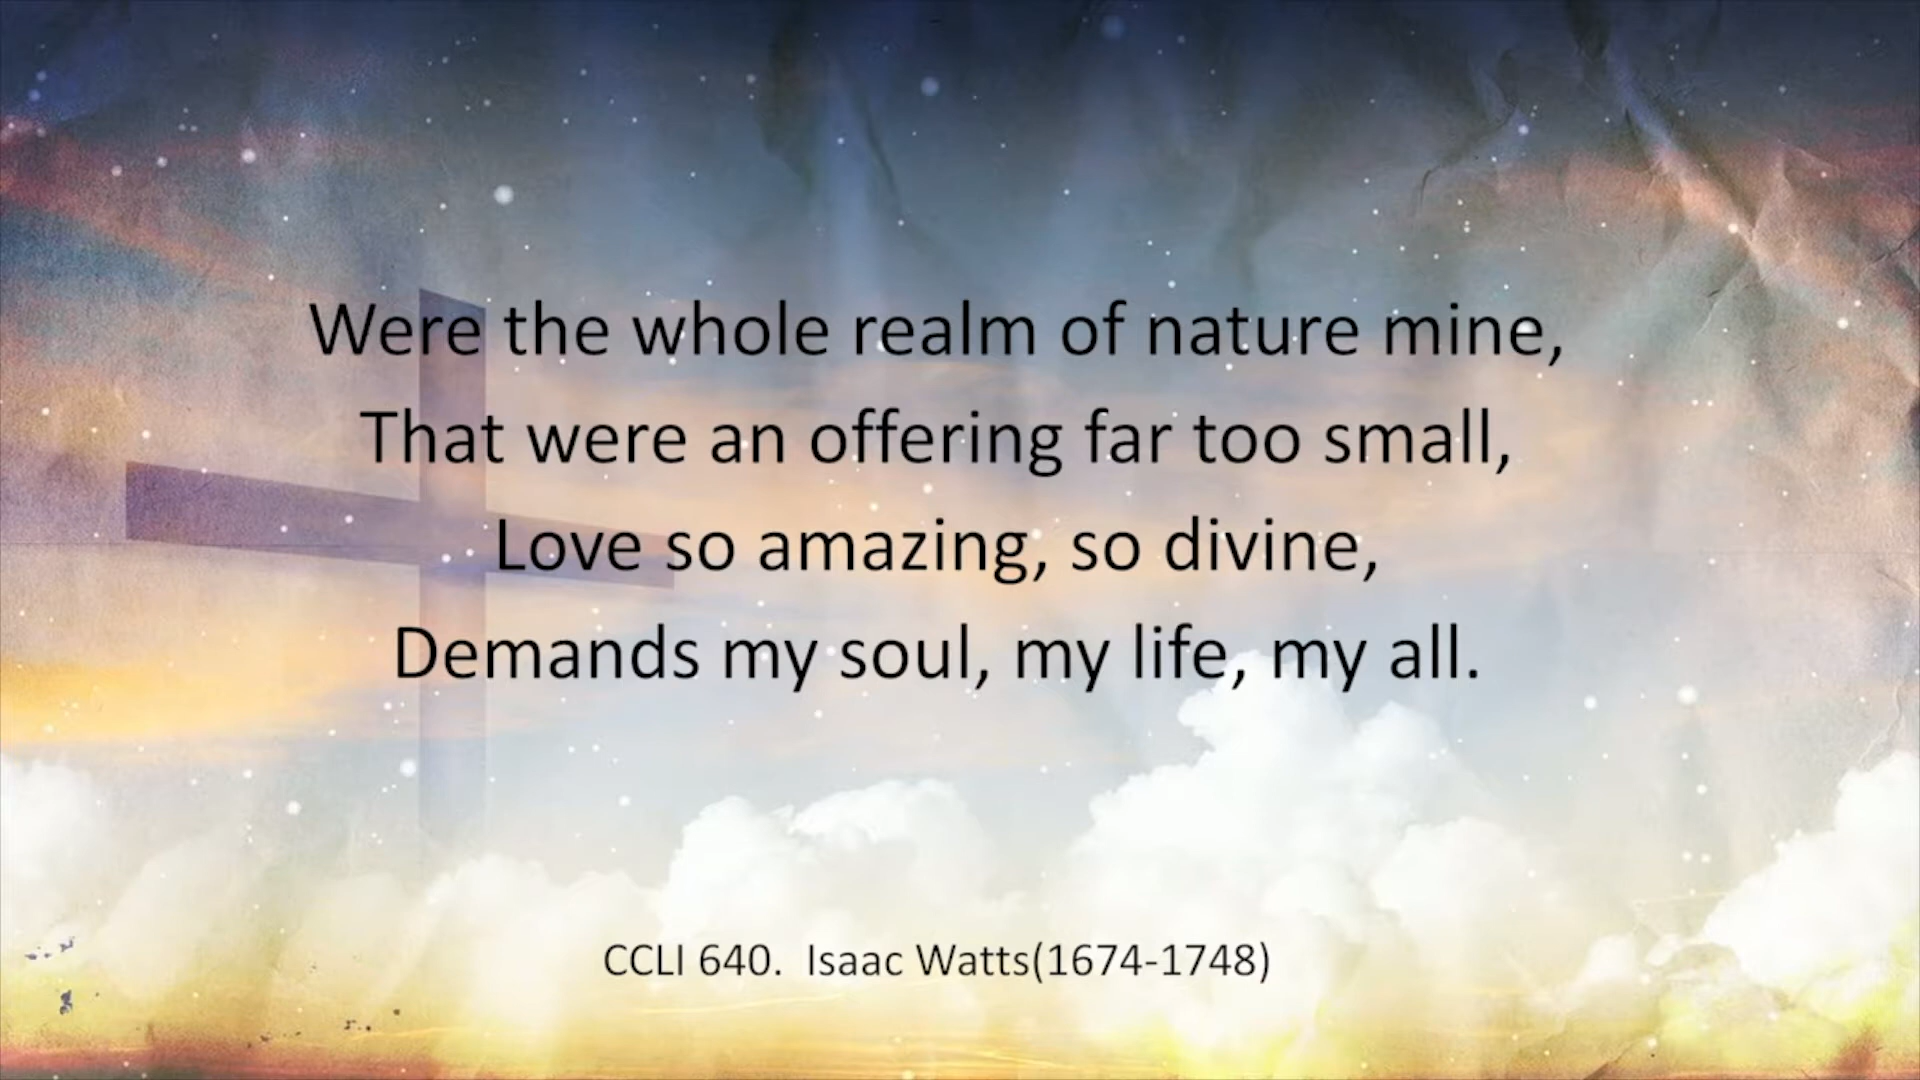 Were the whole realm of nature mine,
That were an offering far too small,
Love so amazing, so divine,
Demands my soul, my life, my all.
CCLI 640.  Isaac Watts(1674-1748)